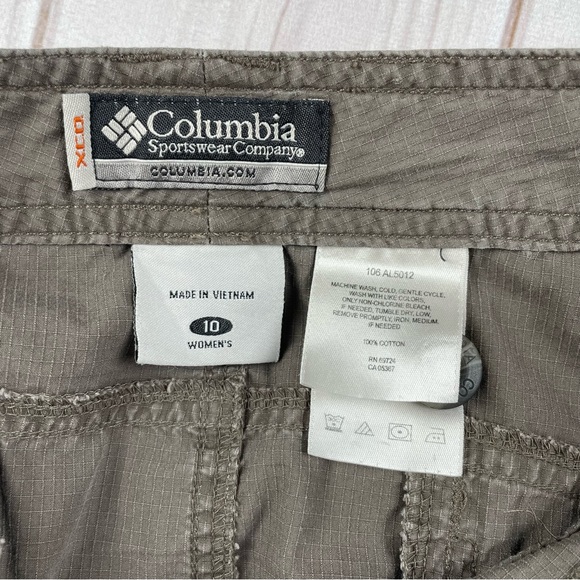 XCO
Columbia
Sportswear Company®
COLUMBIA.COM
MADE IN VIETNAM
10
WOMEN'S
106 AL5012
MACHINE WASH, COLD, GENTLE CYCLE,
WASH WITH LIKE COLORS,
ONLY NON-CHLORINE BLEACH,
IF NEEDED, TUMBLE DRY, LOW,
REMOVE PROMPTLY, IRON, MEDIUM,
IF NEEDED
100% COTTON
RN 69724
CA 05367
CO